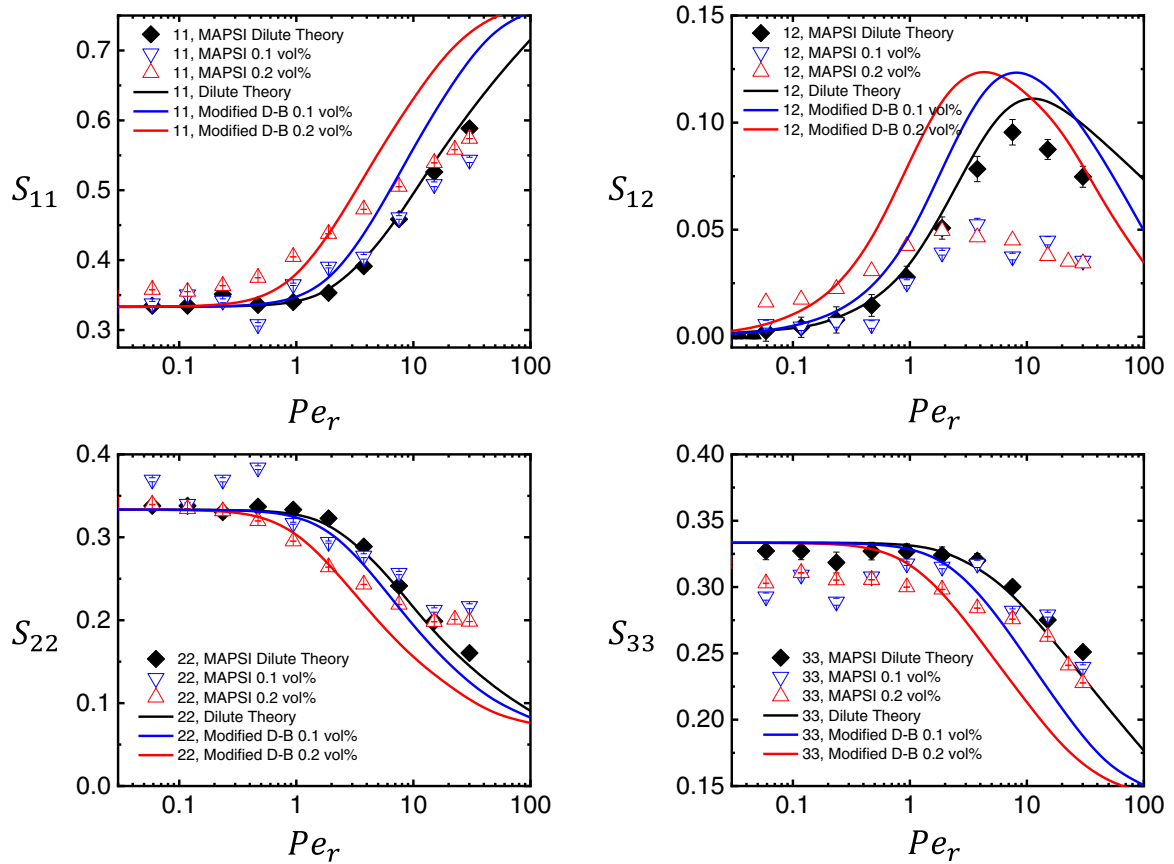 0.7
0.6
0.5
0.4
0.3
S11
11, MAPSI Dilute Theory
11, MAPSI 0.1 vol%
11, MAPSI 0.2 vol%
11, Dilute Theory
11, Modified D-B 0.1 vol%
11, Modified D-B 0.2 vol%
0.1 1 10 100
Per
0.15
0.10
0.05
0.00
S12
12, MAPSI Dilute Theory
12, MAPSI 0.1 vol%
12, MAPSI 0.2 vol%
12, Dilute Theory
12, Modified D-B 0.1 vol%
12, Modified D-B 0.2 vol%
0.1 1 10 100
Per
0.4
0.3
0.2
0.1
0.0
S22
22, MAPSI Dilute Theory
22, MAPSI 0.1 vol%
22, MAPSI 0.2 vol%
22, Dilute Theory
22, Modified D-B 0.1 vol%
22, Modified D-B 0.2 vol%
0.1 1 10 100
Per
0.40
0.35
0.30
0.25
0.20
0.15
S33
33, MAPSI Dilute Theory
33, MAPSI 0.1 vol%
33, MAPSI 0.2 vol%
33, Dilute Theory
33, Modified D-B 0.1 vol%
33, Modified D-B 0.2 vol%
0.1 1 10 100
Per